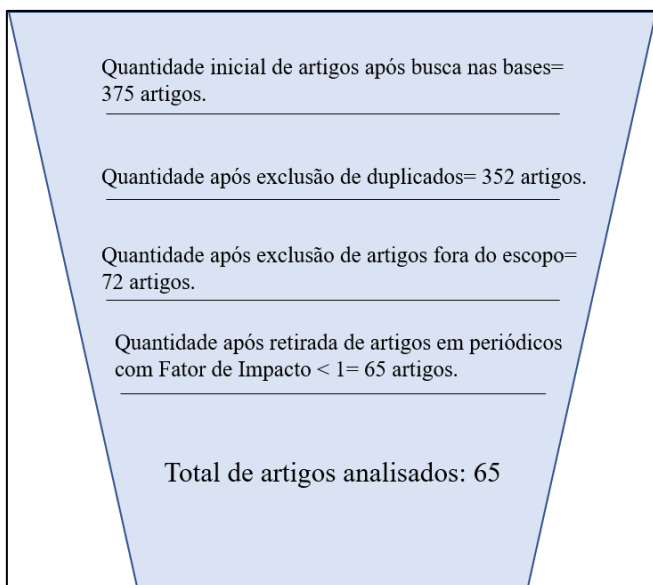 Quantidade inicial de artigos após busca nas bases=
375 artigos.
Quantidade após exclusão de duplicados= 352 artigos.
Quantidade após exclusão de artigos fora do escopo=
72 artigos.
Quantidade após retirada de artigos em periódicos
com Fator de Impacto < 1= 65 artigos.
Total de artigos analisados: 65